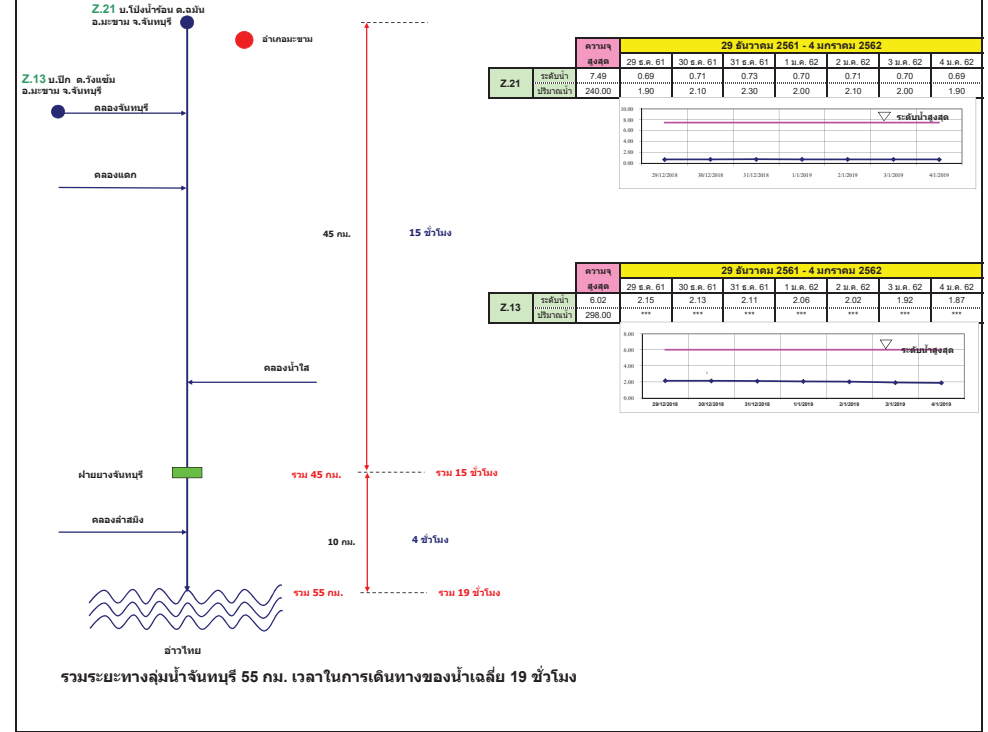 Z.21 บ.โป่งน้ำร้อน ต.ฉมัน
อ.มะขาม จ.จันทบุรี
อำเภอมะขาม
Z.13 บ.ปึก ต.วังแซ้ม
อ.มะขาม จ.จันทบุรี
คลองจันทบุรี
คลองแตก
45 กม. 15 ชั่วโมง
คลองน้ำใส
ฝายยางจันทบุรี
รวม 45 กม. รวม 15 ชั่วโมง
คลองลำสมิง
10 กม. 4 ชั่วโมง
รวม 55 กม. รวม 19 ชั่วโมง
อ่าวไทย
รวมระยะทางลุ่มน้ำจันทบุรี 55 กม. เวลาในการเดินทางของน้ำเฉลี่ย 19 ชั่วโมง
ความจุ 29 ธันวาคม 2561 - 4 มกราคม 2562
สูงสุด 29 ธ.ค. 61 30 ธ.ค. 61 31 ธ.ค. 61 1 ม.ค. 62 2 ม.ค. 62 3 ม.ค. 62 4 ม.ค. 62
Z.21 ระดับน้ำ 7.49 0.69 0.71 0.73 0.70 0.71 0.70 0.69
ปริมาณน้ำ 240.00 1.90 2.10 2.30 2.00 2.10 2.00 1.90
10.00
8.00
6.00
4.00
2.00
0.00
ระดับน้ำสูงสุด
29/12/2018 30/12/2018 31/12/2018 1/1/2019 2/1/2019 3/1/2019 4/1/2019
ความจุ 29 ธันวาคม 2561 - 4 มกราคม 2562
สูงสุด 29 ธ.ค. 61 30 ธ.ค. 61 31 ธ.ค. 61 1 ม.ค. 62 2 ม.ค. 62 3 ม.ค. 62 4 ม.ค. 62
Z.13 ระดับน้ำ 6.02 2.15 2.13 2.11 2.06 2.02 1.92 1.87
ปริมาณน้ำ 298.00 *** *** *** *** *** *** ***
8.00
6.00
4.00
2.00
0.00
ระดับน้ำสูงสุด
29/12/2018 30/12/2018 31/12/2018 1/1/2019 2/1/2019 3/1/2019 4/1/2019